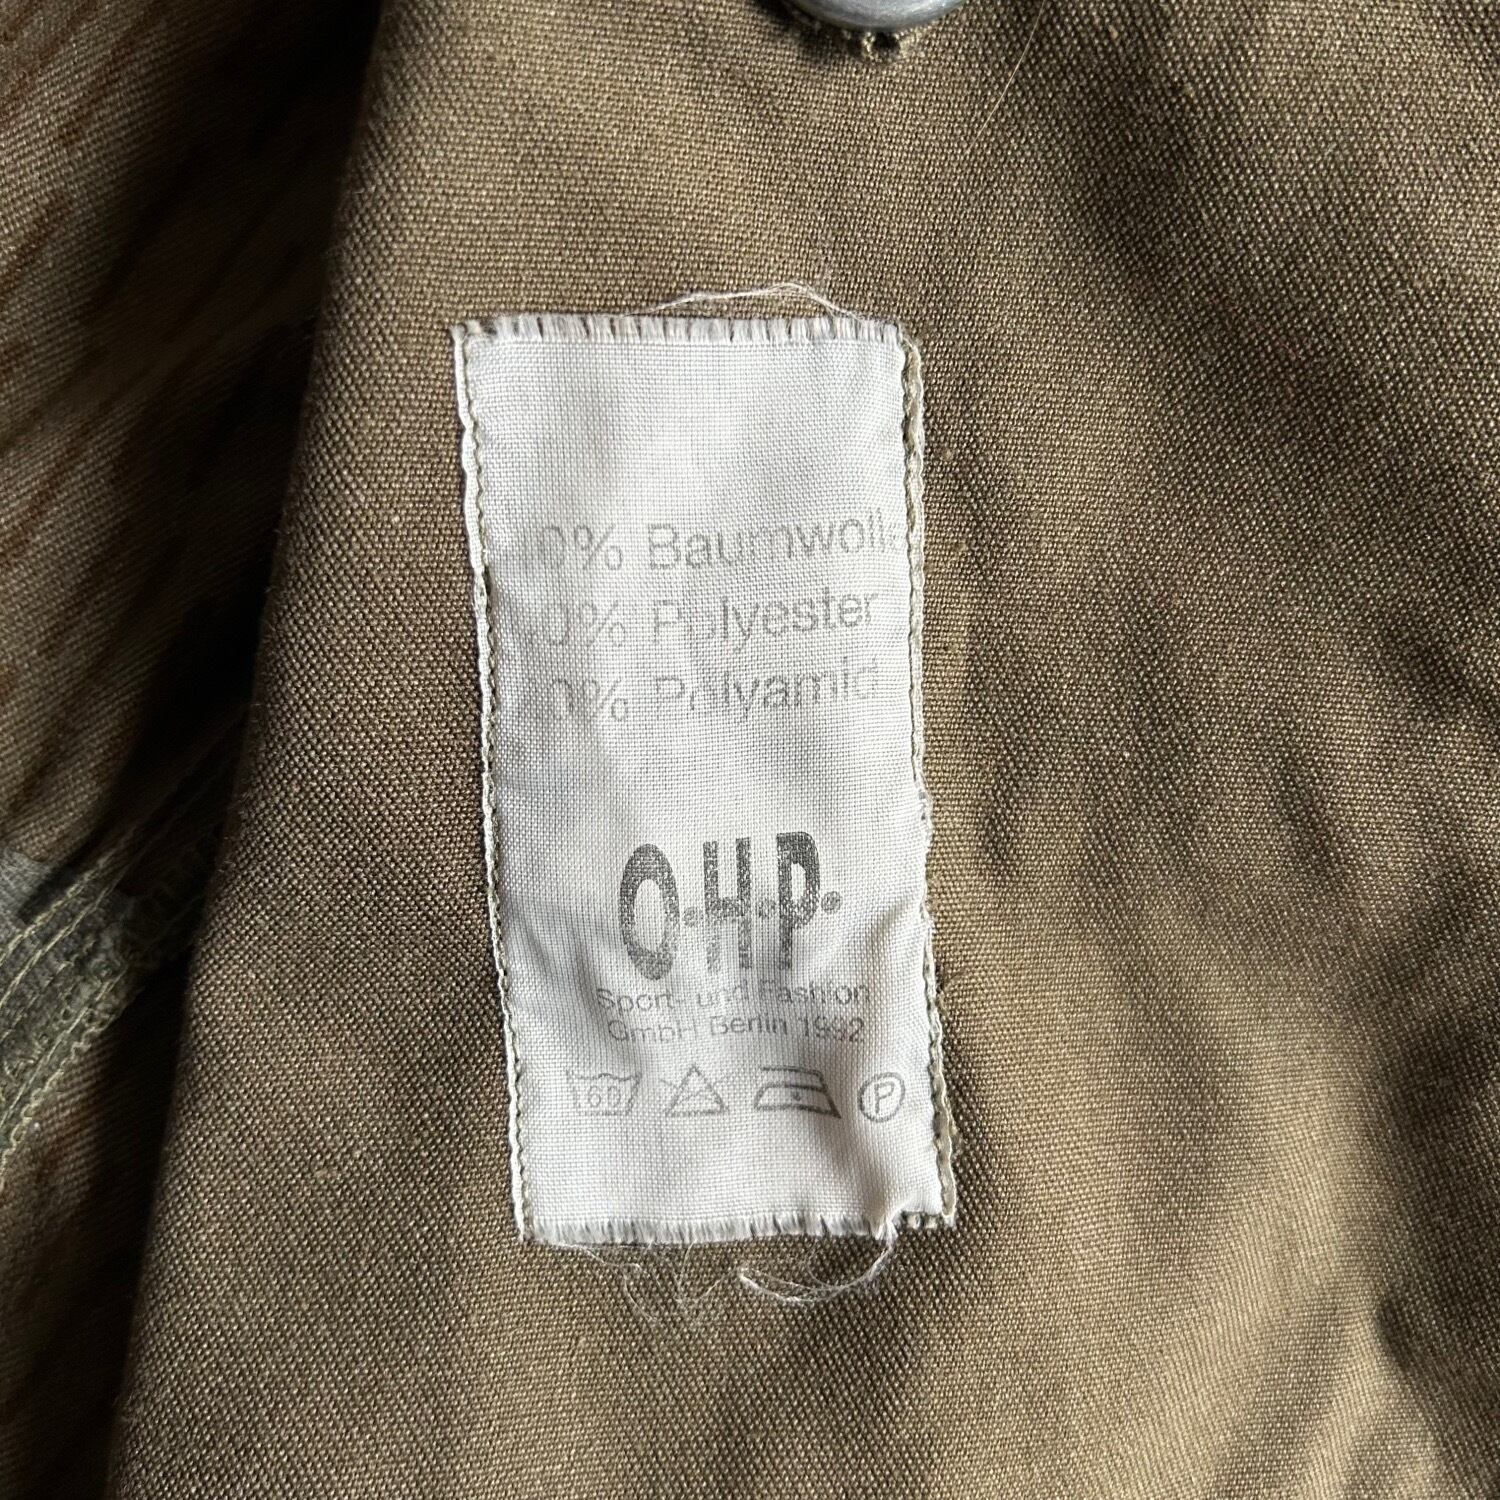 0% Baumwoll
0% Polyester
0% Polyamid
O.H.P.
Sport- und Fashion
GmbH Berlin 1992
60
P